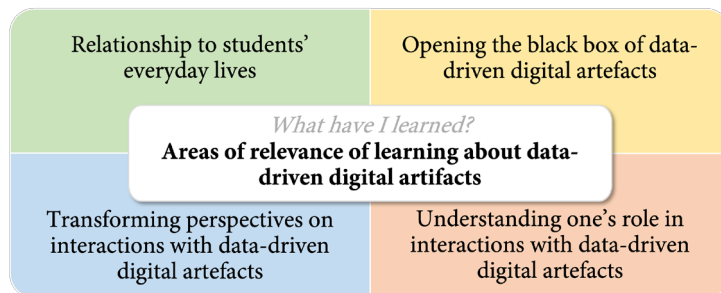 Relationship to students'
everyday lives
Opening the black box of data-
driven digital artefacts
What have I learned?
Areas of relevance of learning about data-
driven digital artifacts
Transforming perspectives on
interactions with data-driven
digital artefacts
Understanding one's role in
interactions with data-driven
digital artefacts